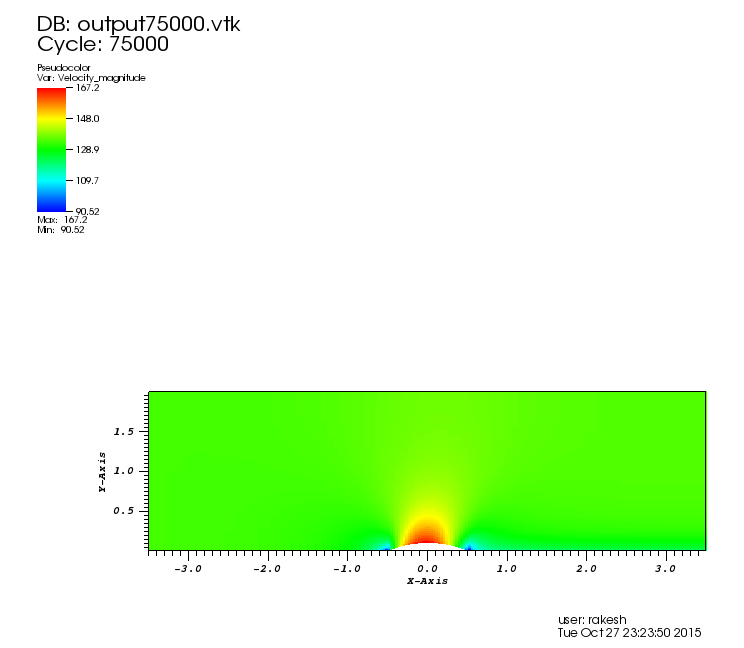 DB: output75000.vtk
Cycle: 75000
Pseudocolor
Var: Velocity_magnitude
167.2
148.0
128.9
109.7
90.52
Max: 167.2
Min: 90.52
1.5
1.0
0.5
Y-Axis
-3.0 -2.0 -1.0 0.0 1.0 2.0 3.0
X-Axis
user: rakesh
Tue Oct 27 23:23:50 2015